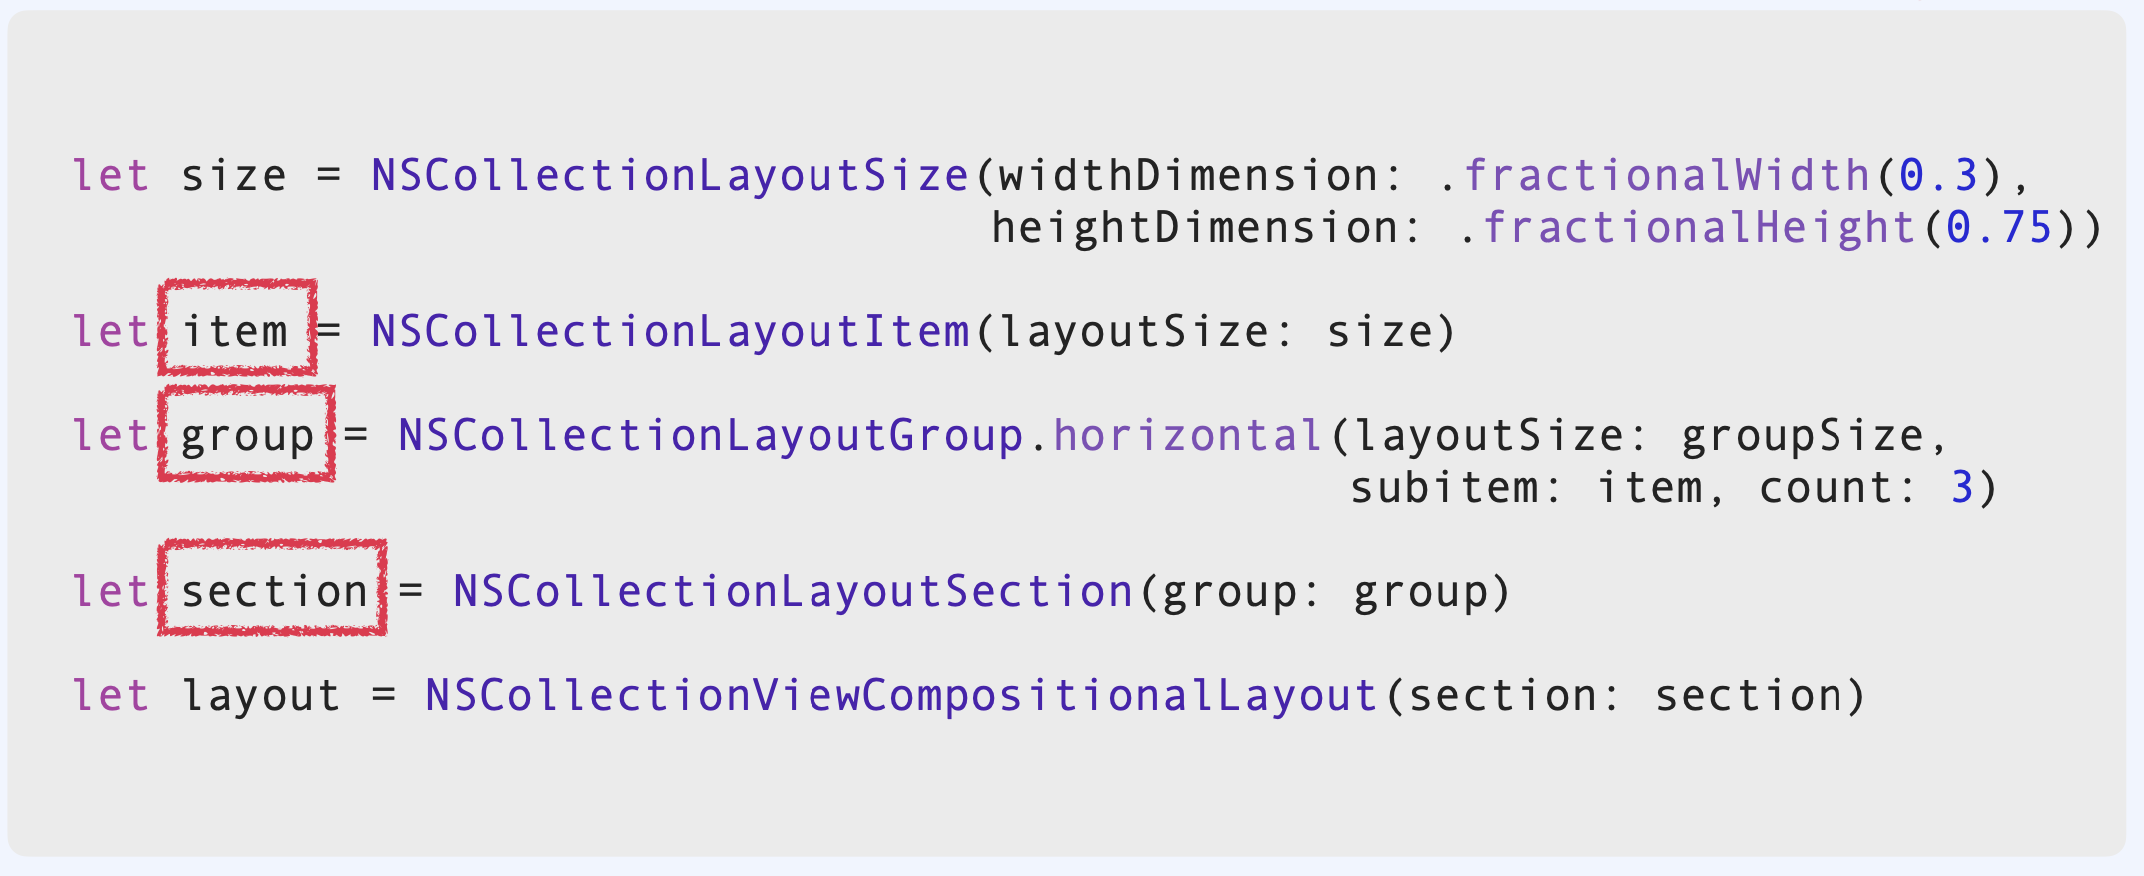 let size = NSCollectionLayoutSize(widthDimension: .fractionalWidth(0.3),
heightDimension: .fractionalHeight(0.75))
let item = NSCollectionLayoutItem(layoutSize: size)
let group = NSCollectionLayoutGroup.horizontal(layoutSize: groupSize,
subitem: item, count: 3)
let section = NSCollectionLayoutSection(group: group)
let layout = NSCollectionViewCompositionalLayout(section: section)